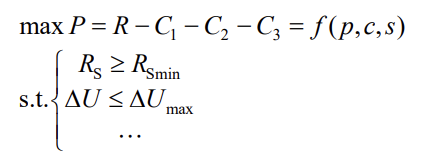 max P = R − C₁ − C₂ − C₃ = f(p,c,s)
R_S ≥ R_Smin
s.t. { ΔU ≤ ΔU_max
…